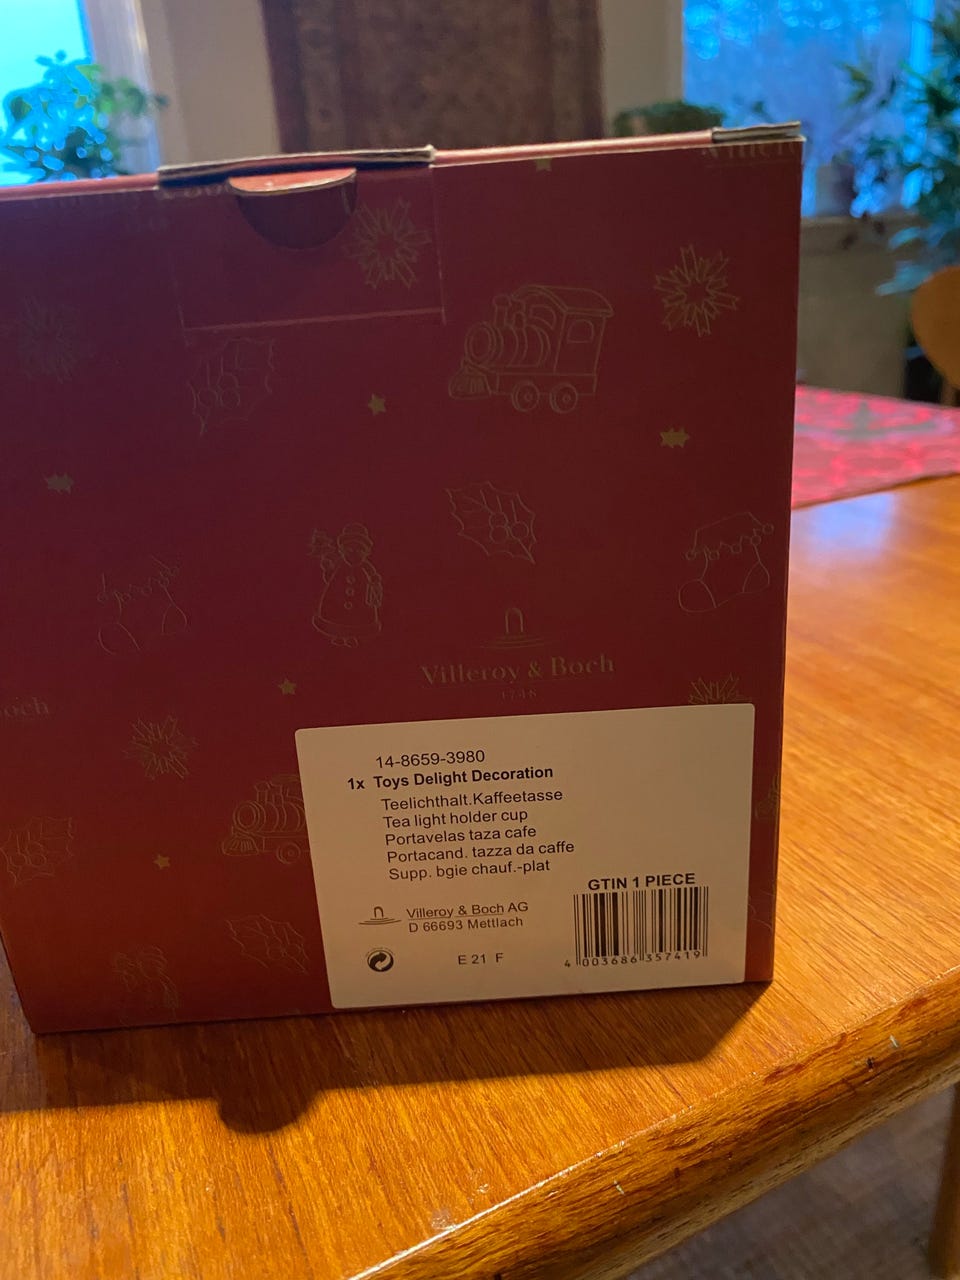 Villeroy & Boch
1748
och
14-8659-3980
1x Toys Delight Decoration
Teelichthalt.Kaffeetasse
Tea light holder cup
Portavelas taza cafe
Portacand. tazza da caffe
Supp. bgie chauf.-plat
GTIN 1 PIECE
Villeroy & Boch AG
D 66693 Mettlach
E 21 F
4 003686 357419